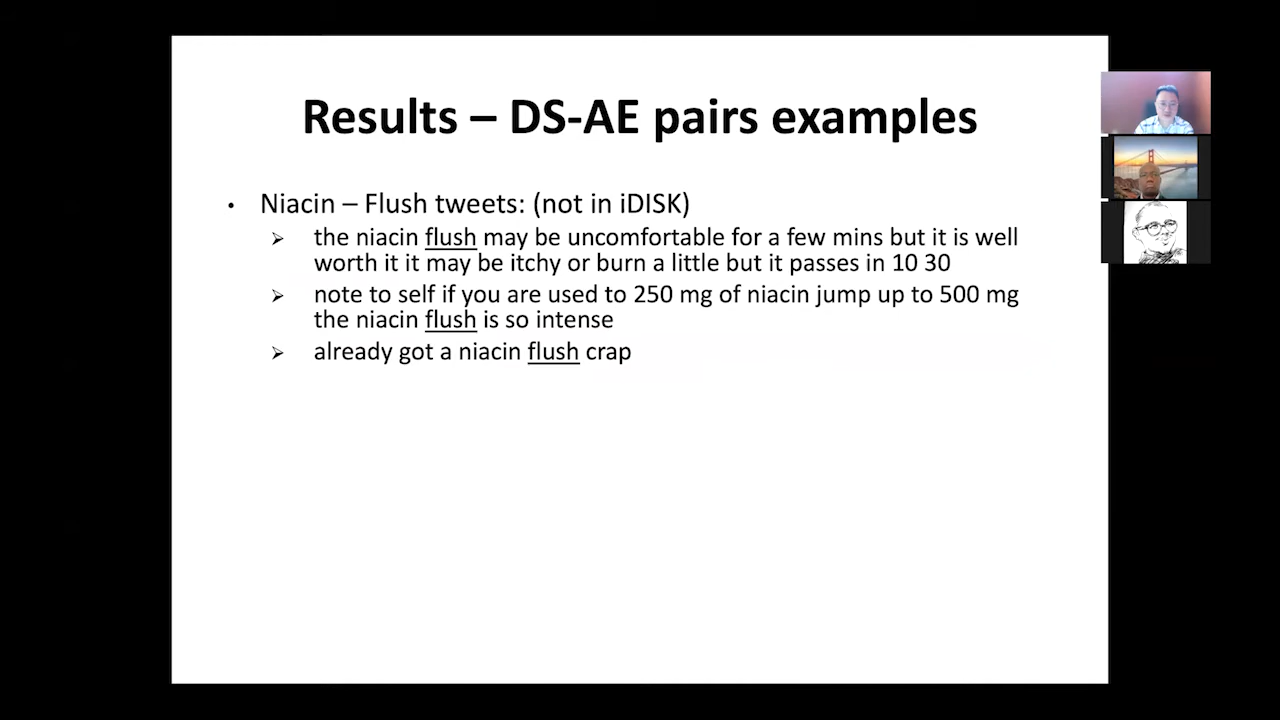 Results – DS-AE pairs examples
• Niacin – Flush tweets: (not in iDISK)
➢ the niacin flush may be uncomfortable for a few mins but it is well
worth it it may be itchy or burn a little but it passes in 10 30
➢ note to self if you are used to 250 mg of niacin jump up to 500 mg
the niacin flush is so intense
➢ already got a niacin flush crap